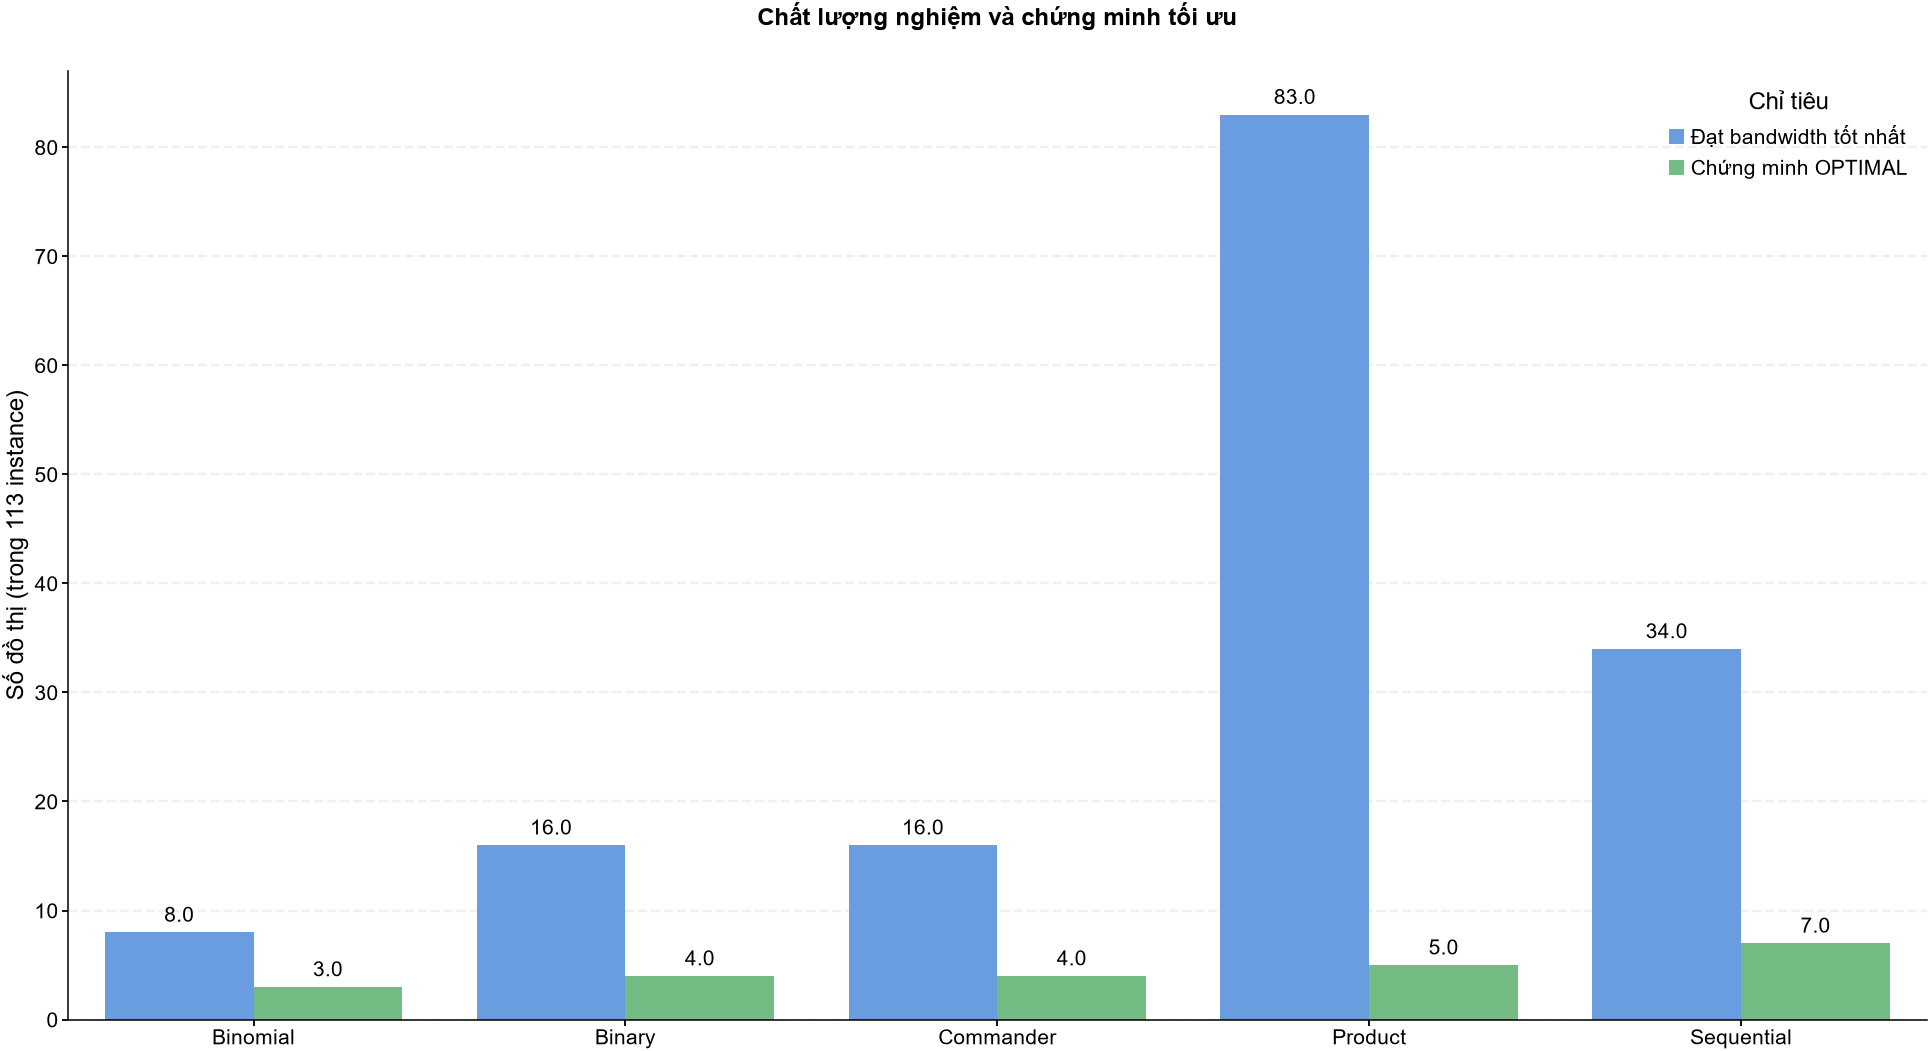 Chất lượng nghiệm và chứng minh tối ưu
Số đồ thị (trong 113 instance)
80
70
60
50
40
30
20
10
0
Chỉ tiêu
Đạt bandwidth tốt nhất
Chứng minh OPTIMAL
8.0
3.0
16.0
4.0
16.0
4.0
83.0
5.0
34.0
7.0
Binomial
Binary
Commander
Product
Sequential